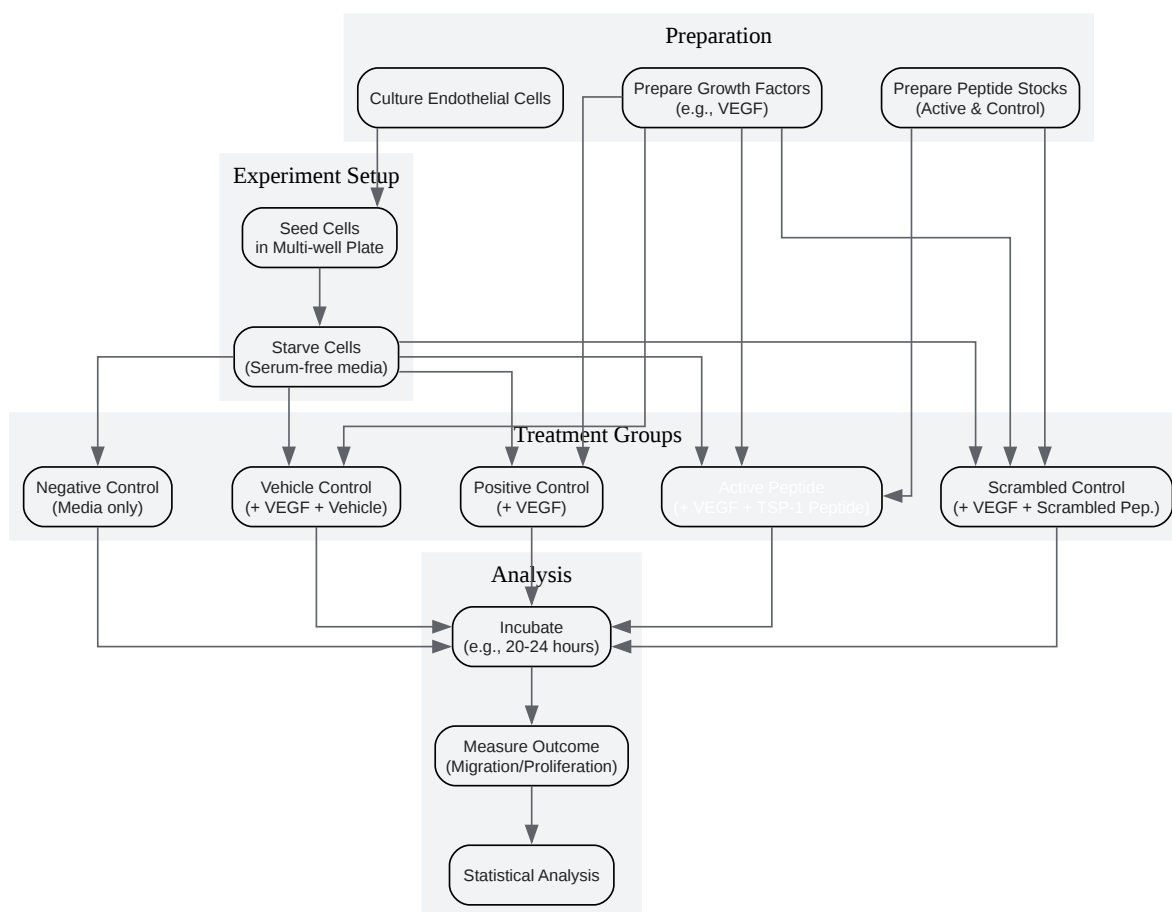 Preparation
Culture Endothelial Cells
Prepare Growth Factors
(e.g., VEGF)
Prepare Peptide Stocks
(Active & Control)
Experiment Setup
Seed Cells
in Multi-well Plate
Starve Cells
(Serum-free media)
Treatment Groups
Negative Control
(Media only)
Vehicle Control
(+ VEGF + Vehicle)
Positive Control
(+ VEGF)
Active Peptide
(+ VEGF + TSP-1 Peptide)
Scrambled Control
(+ VEGF + Scrambled Pep.)
Analysis
Incubate
(e.g., 20-24 hours)
Measure Outcome
(Migration/Proliferation)
Statistical Analysis